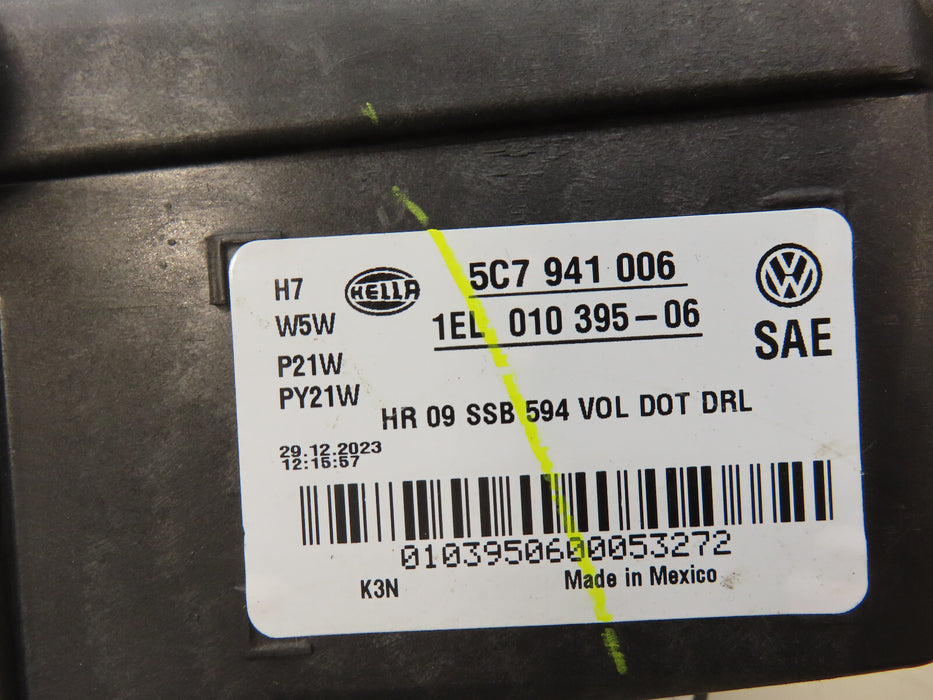 H7
HELLA
5C7 941 006
VW
W5W
1EL 010 395-06
SAE
P21W
PY21W
HR 09 SSB 594 VOL DOT DRL
29.12.2023
12:15:57
0103950600053272
K3N
Made in Mexico